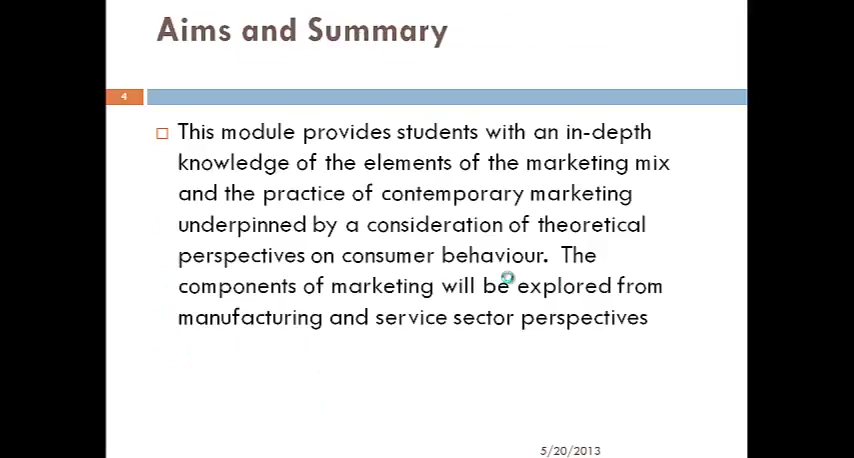 Aims and Summary
4
This module provides students with an in-depth
knowledge of the elements of the marketing mix
and the practice of contemporary marketing
underpinned by a consideration of theoretical
perspectives on consumer behaviour.  The
components of marketing will be explored from
manufacturing and service sector perspectives
5/20/2013